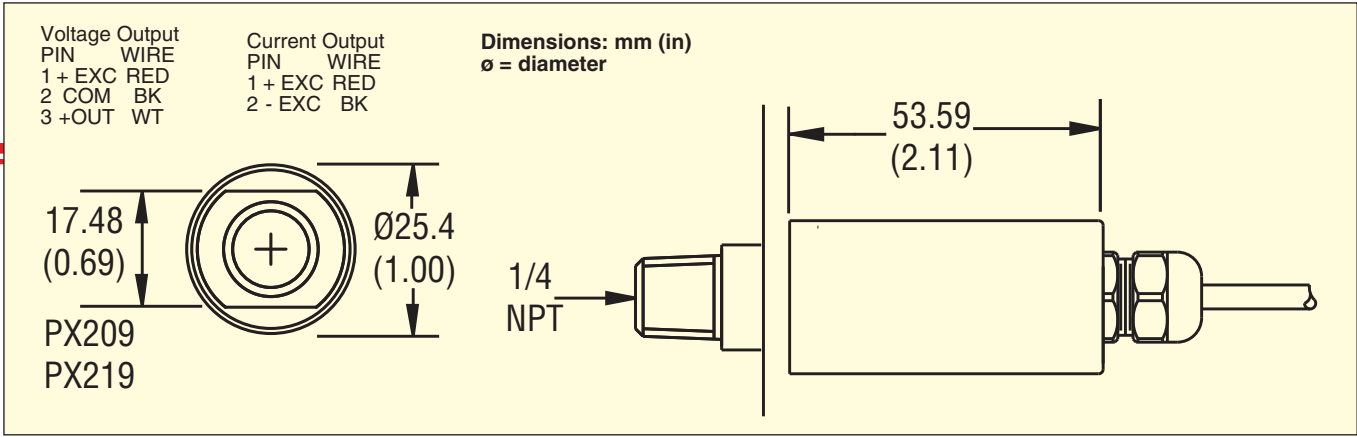 Voltage Output
PIN WIRE
1 + EXC RED
2 COM BK
3 +OUT WT
Current Output
PIN WIRE
1 + EXC RED
2 - EXC BK
Dimensions: mm (in)
ø = diameter
17.48
(0.69)
PX209
PX219
Ø25.4
(1.00)
1/4
NPT
53.59
(2.11)